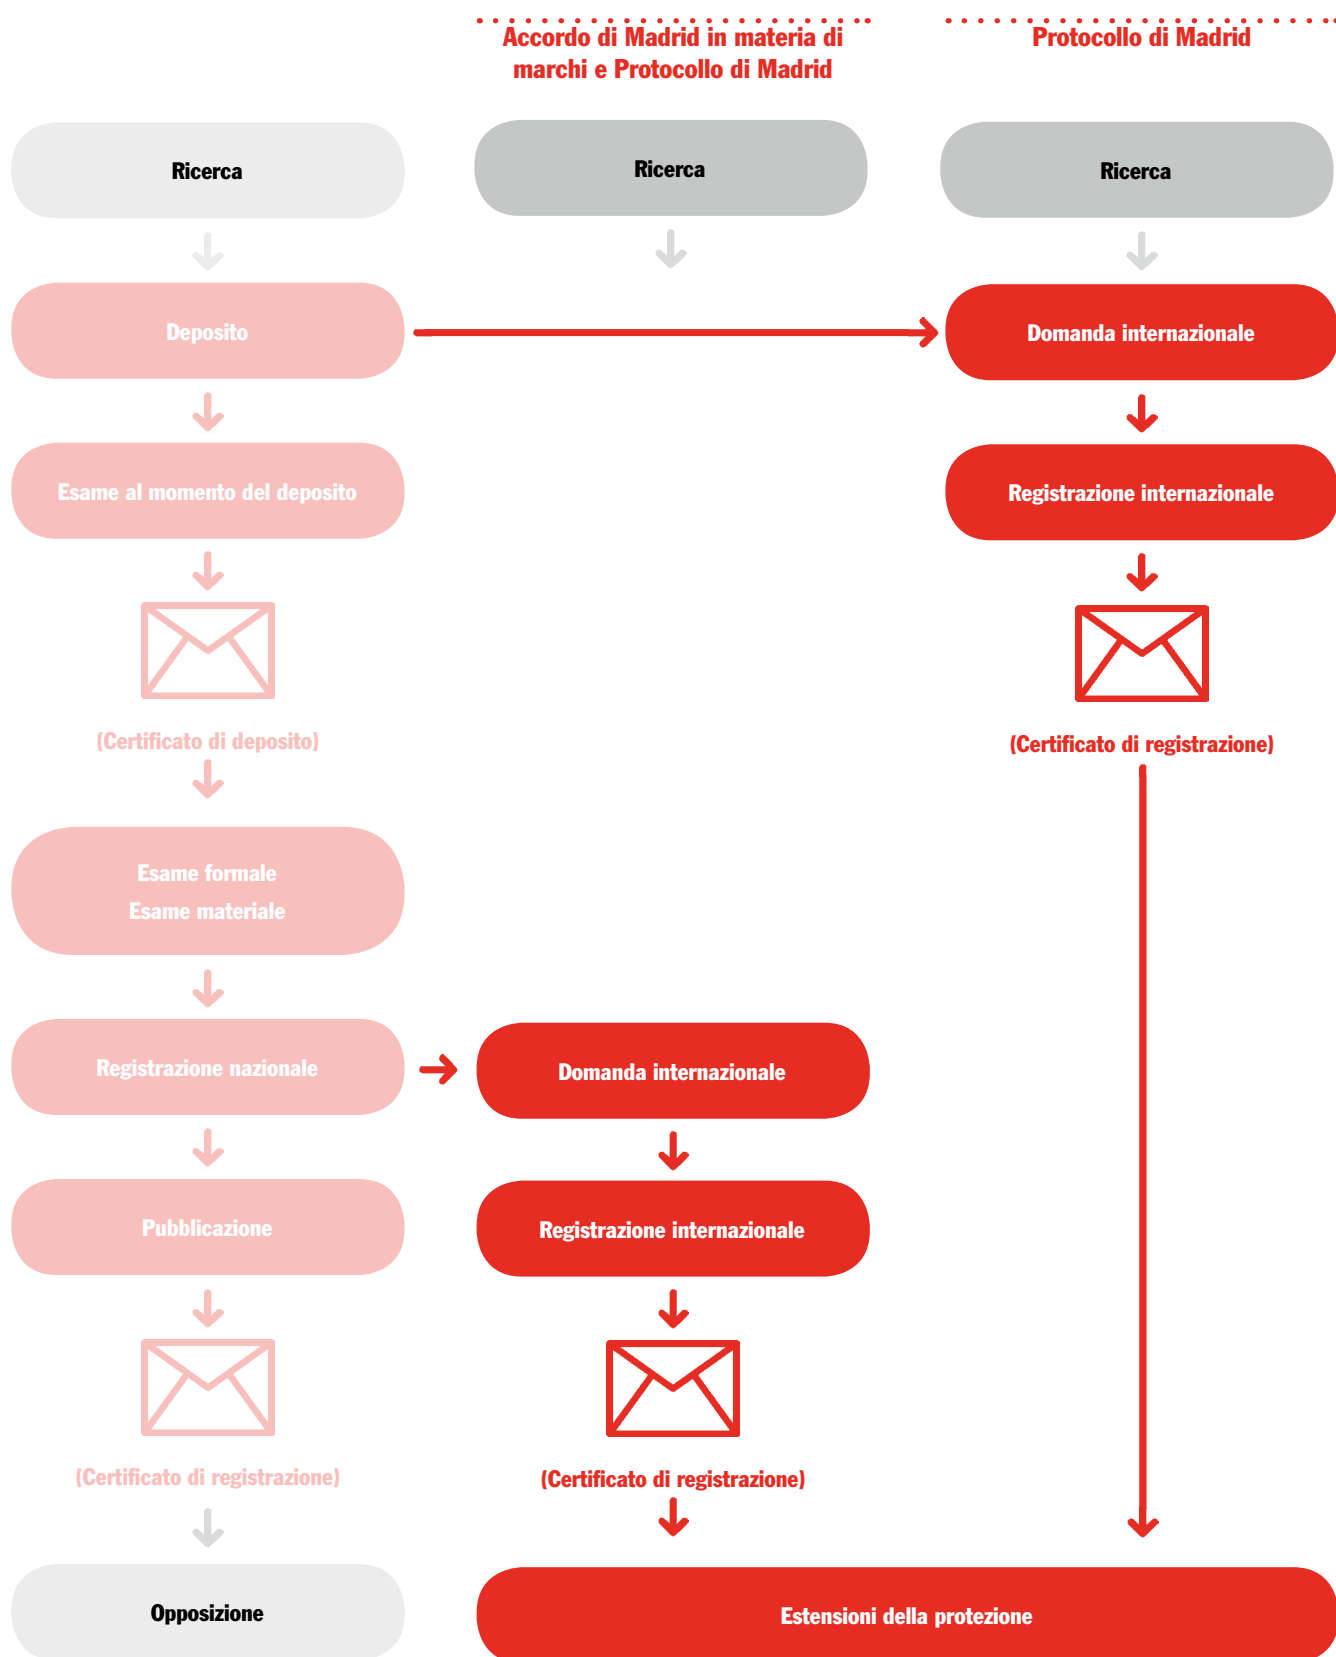 Accordo di Madrid in materia di
marchi e Protocollo di Madrid
Protocollo di Madrid
Ricerca
Ricerca
Ricerca
Deposito
Domanda internazionale
Esame al momento del deposito
Registrazione internazionale
(Certificato di deposito)
(Certificato di registrazione)
Esame formale
Esame materiale
Registrazione nazionale
Domanda internazionale
Pubblicazione
Registrazione internazionale
(Certificato di registrazione)
(Certificato di registrazione)
Opposizione
Estensioni della protezione